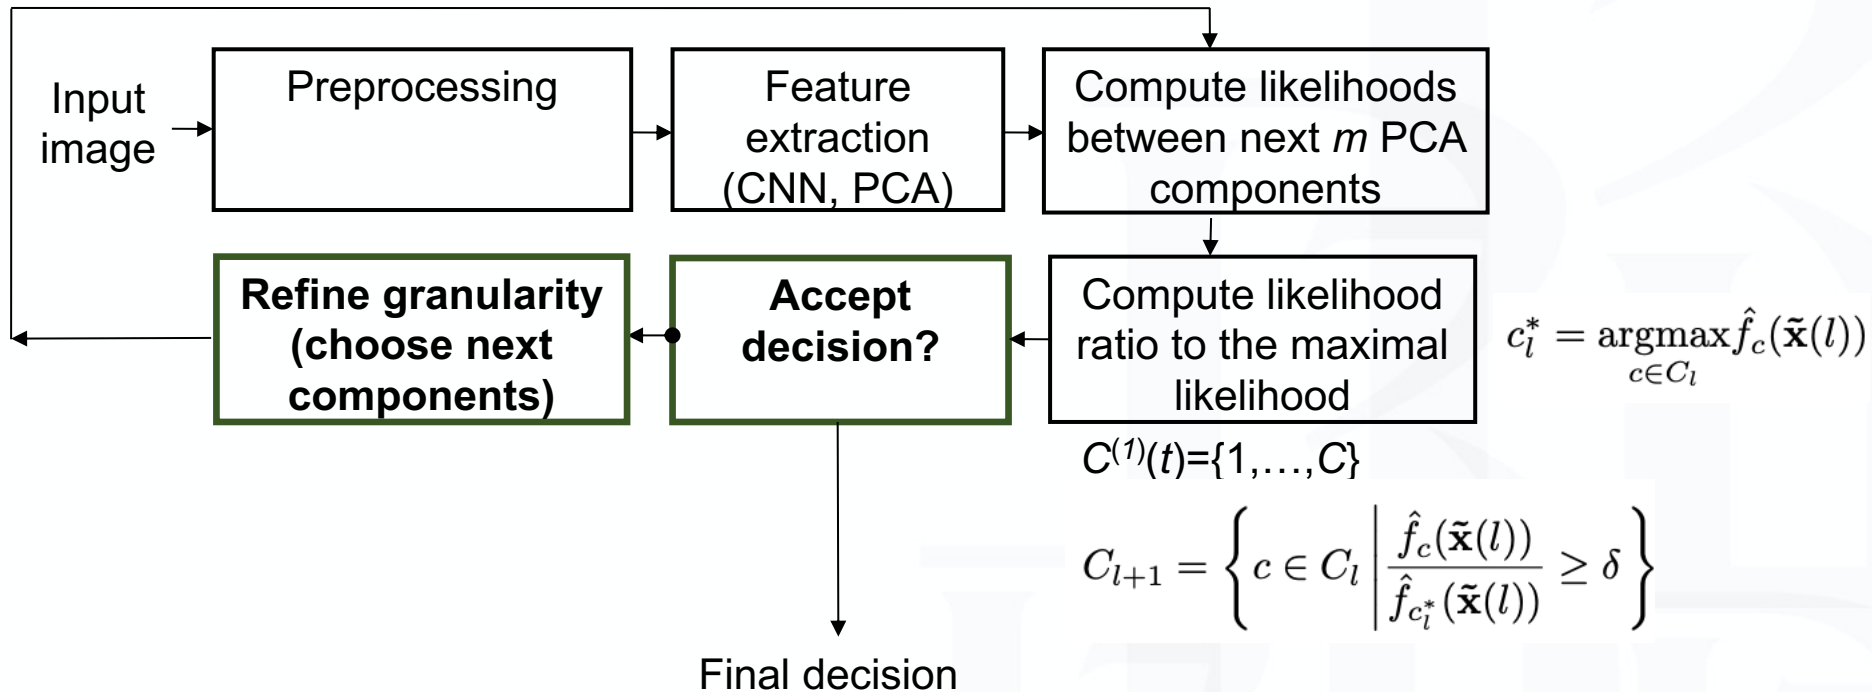 Input
image
Preprocessing
Feature
extraction
(CNN, PCA)
Compute likelihoods
between next m PCA
components
Refine granularity
(choose next
components)
Accept
decision?
Compute likelihood
ratio to the maximal
likelihood
c_l^* = argmax_{c∈C_l} f̂_c(x̃(l))
C^{(1)}(t)={1,…,C}
C_{l+1} = { c ∈ C_l | f̂_c(x̃(l)) / f̂_{c_l^*}(x̃(l)) ≥ δ }
Final decision